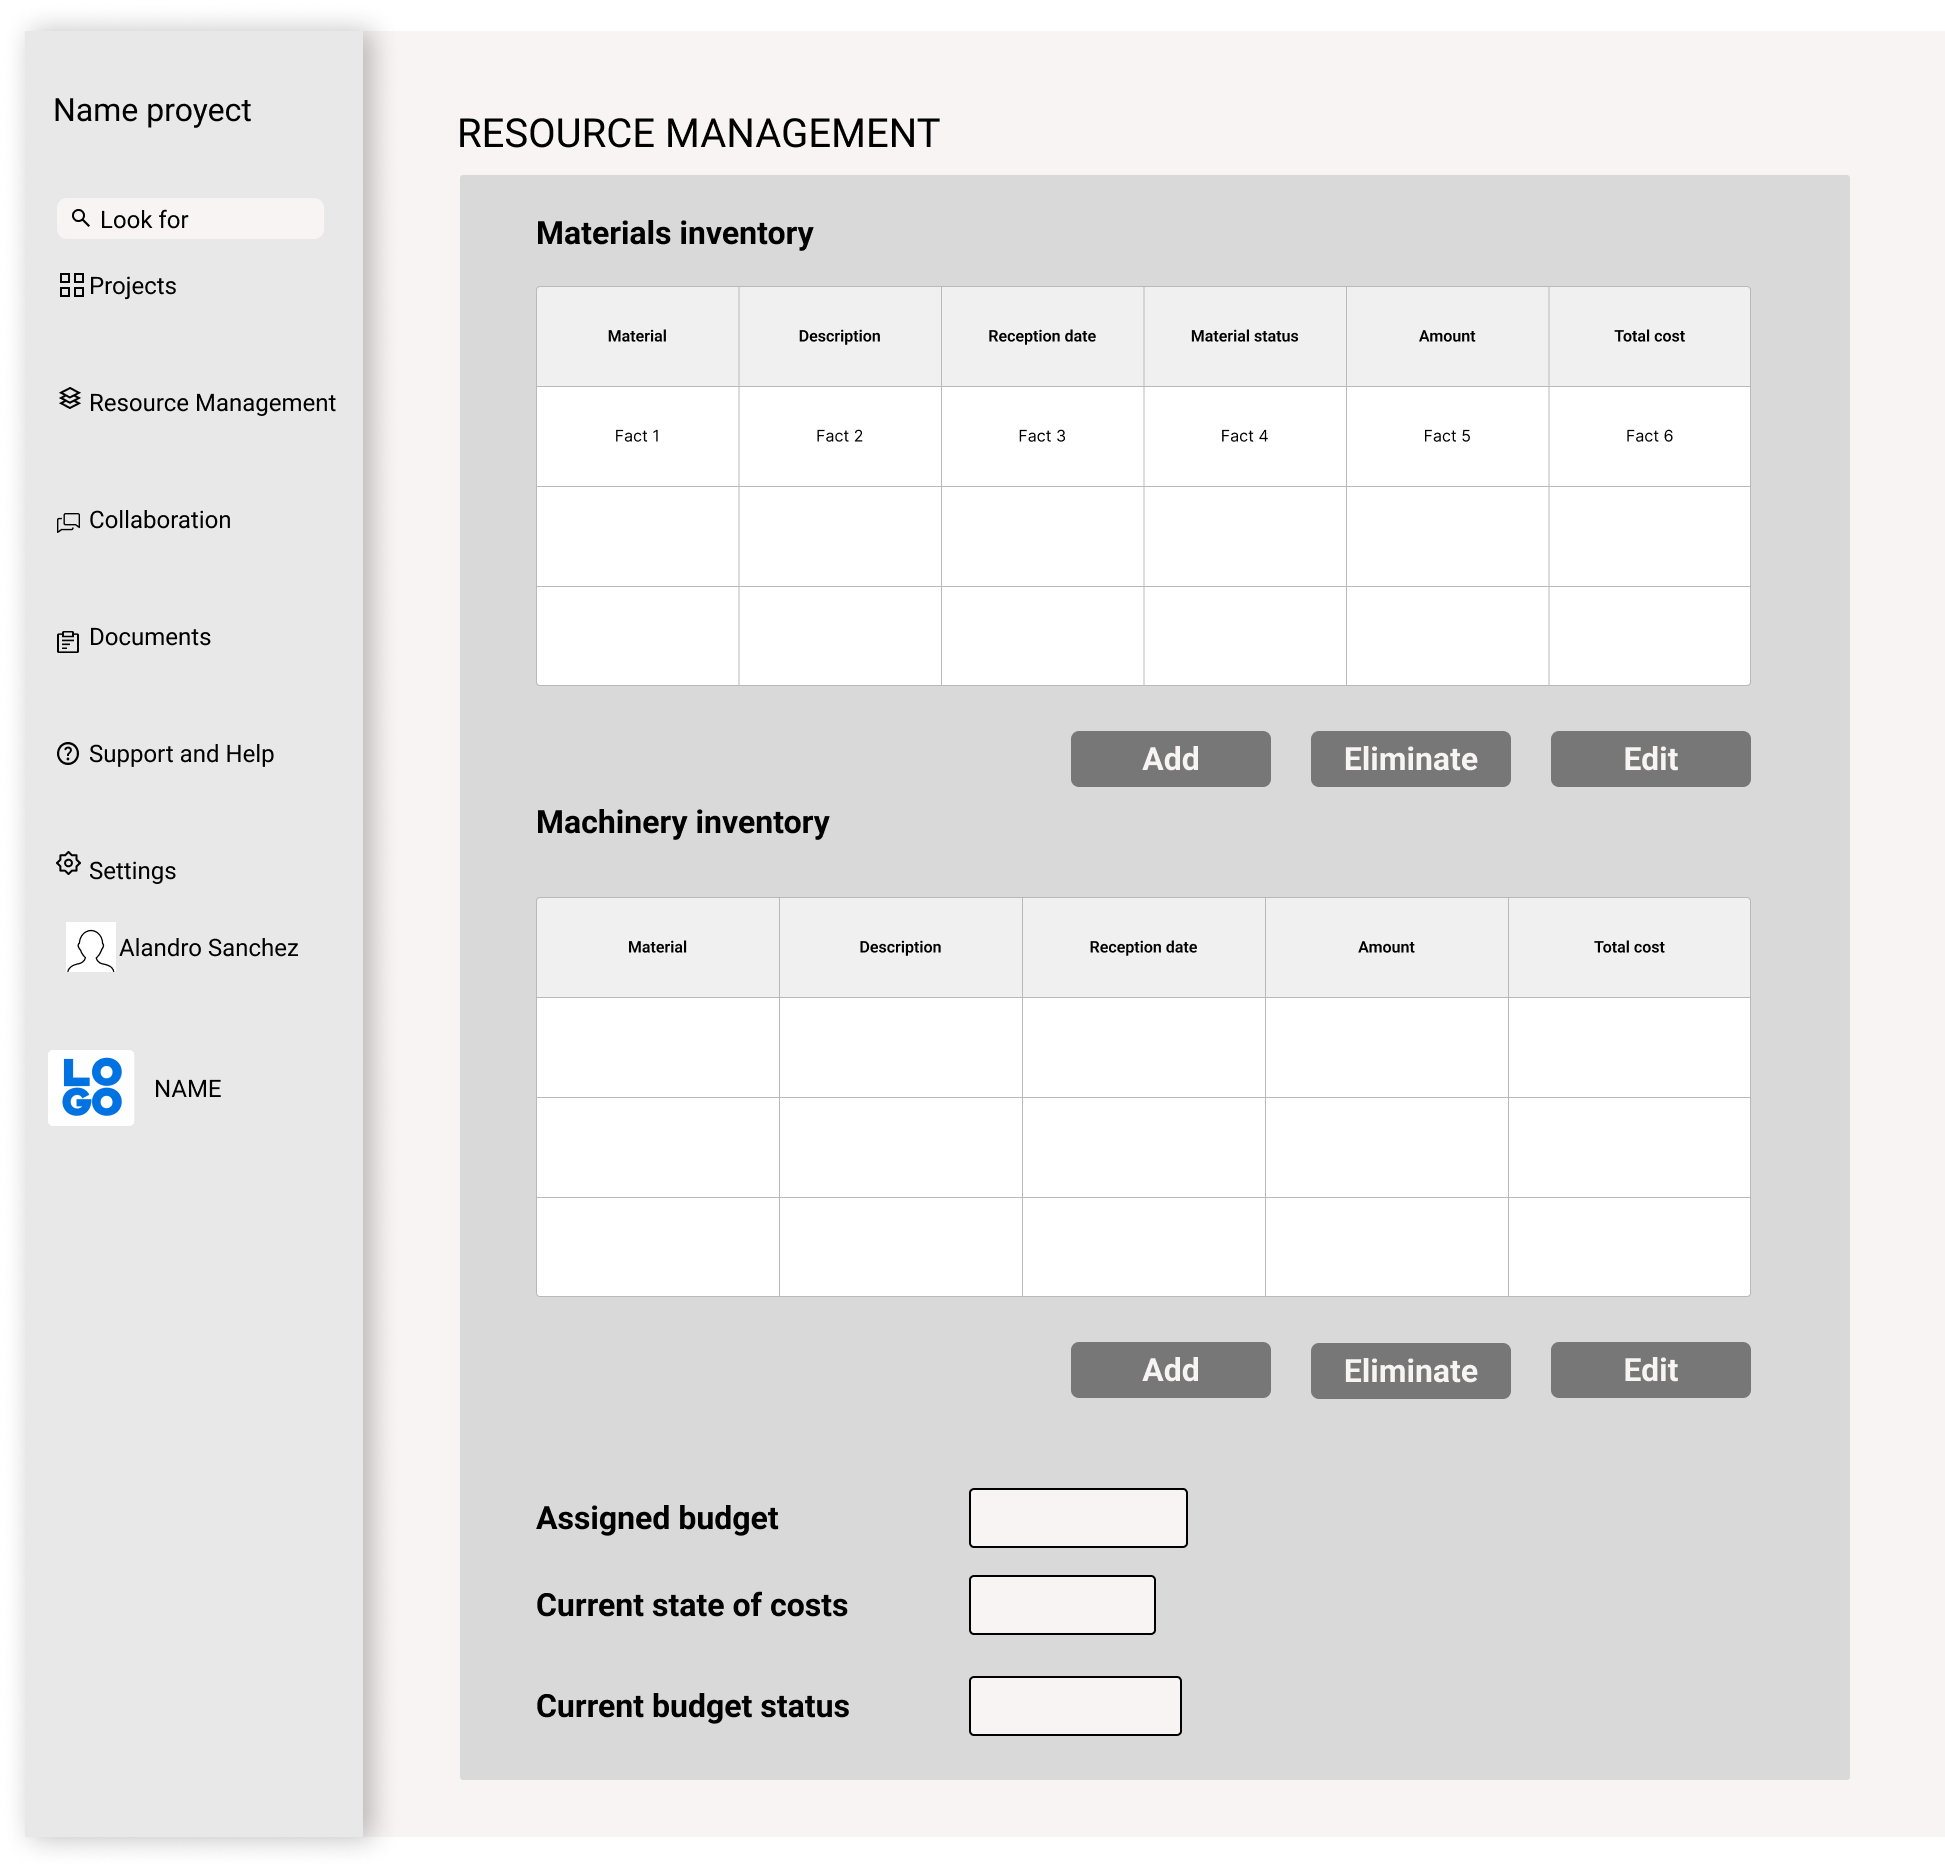 Name proyect
Look for
Projects
Resource Management
Collaboration
Documents
Support and Help
Settings
Alandro Sanchez
LO
GO
NAME
RESOURCE MANAGEMENT
Materials inventory
Material Description Reception date Material status Amount Total cost
Fact 1 Fact 2 Fact 3 Fact 4 Fact 5 Fact 6
Add Eliminate Edit
Machinery inventory
Material Description Reception date Amount Total cost
Add Eliminate Edit
Assigned budget
Current state of costs
Current budget status